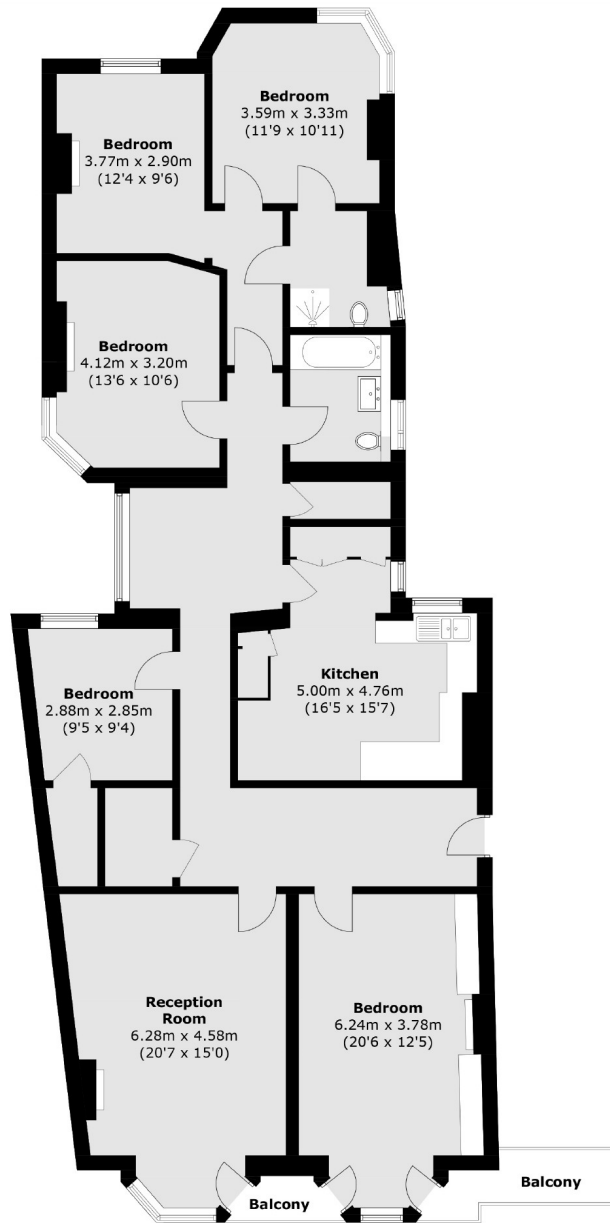 Bedroom
3.59m x 3.33m
(11'9 x 10'11)
Bedroom
3.77m x 2.90m
(12'4 x 9'6)
Bedroom
4.12m x 3.20m
(13'6 x 10'6)
Kitchen
5.00m x 4.76m
(16'5 x 15'7)
Bedroom
2.88m x 2.85m
(9'5 x 9'4)
Reception
Room
6.28m x 4.58m
(20'7 x 15'0)
Bedroom
6.24m x 3.78m
(20'6 x 12'5)
Balcony
Balcony